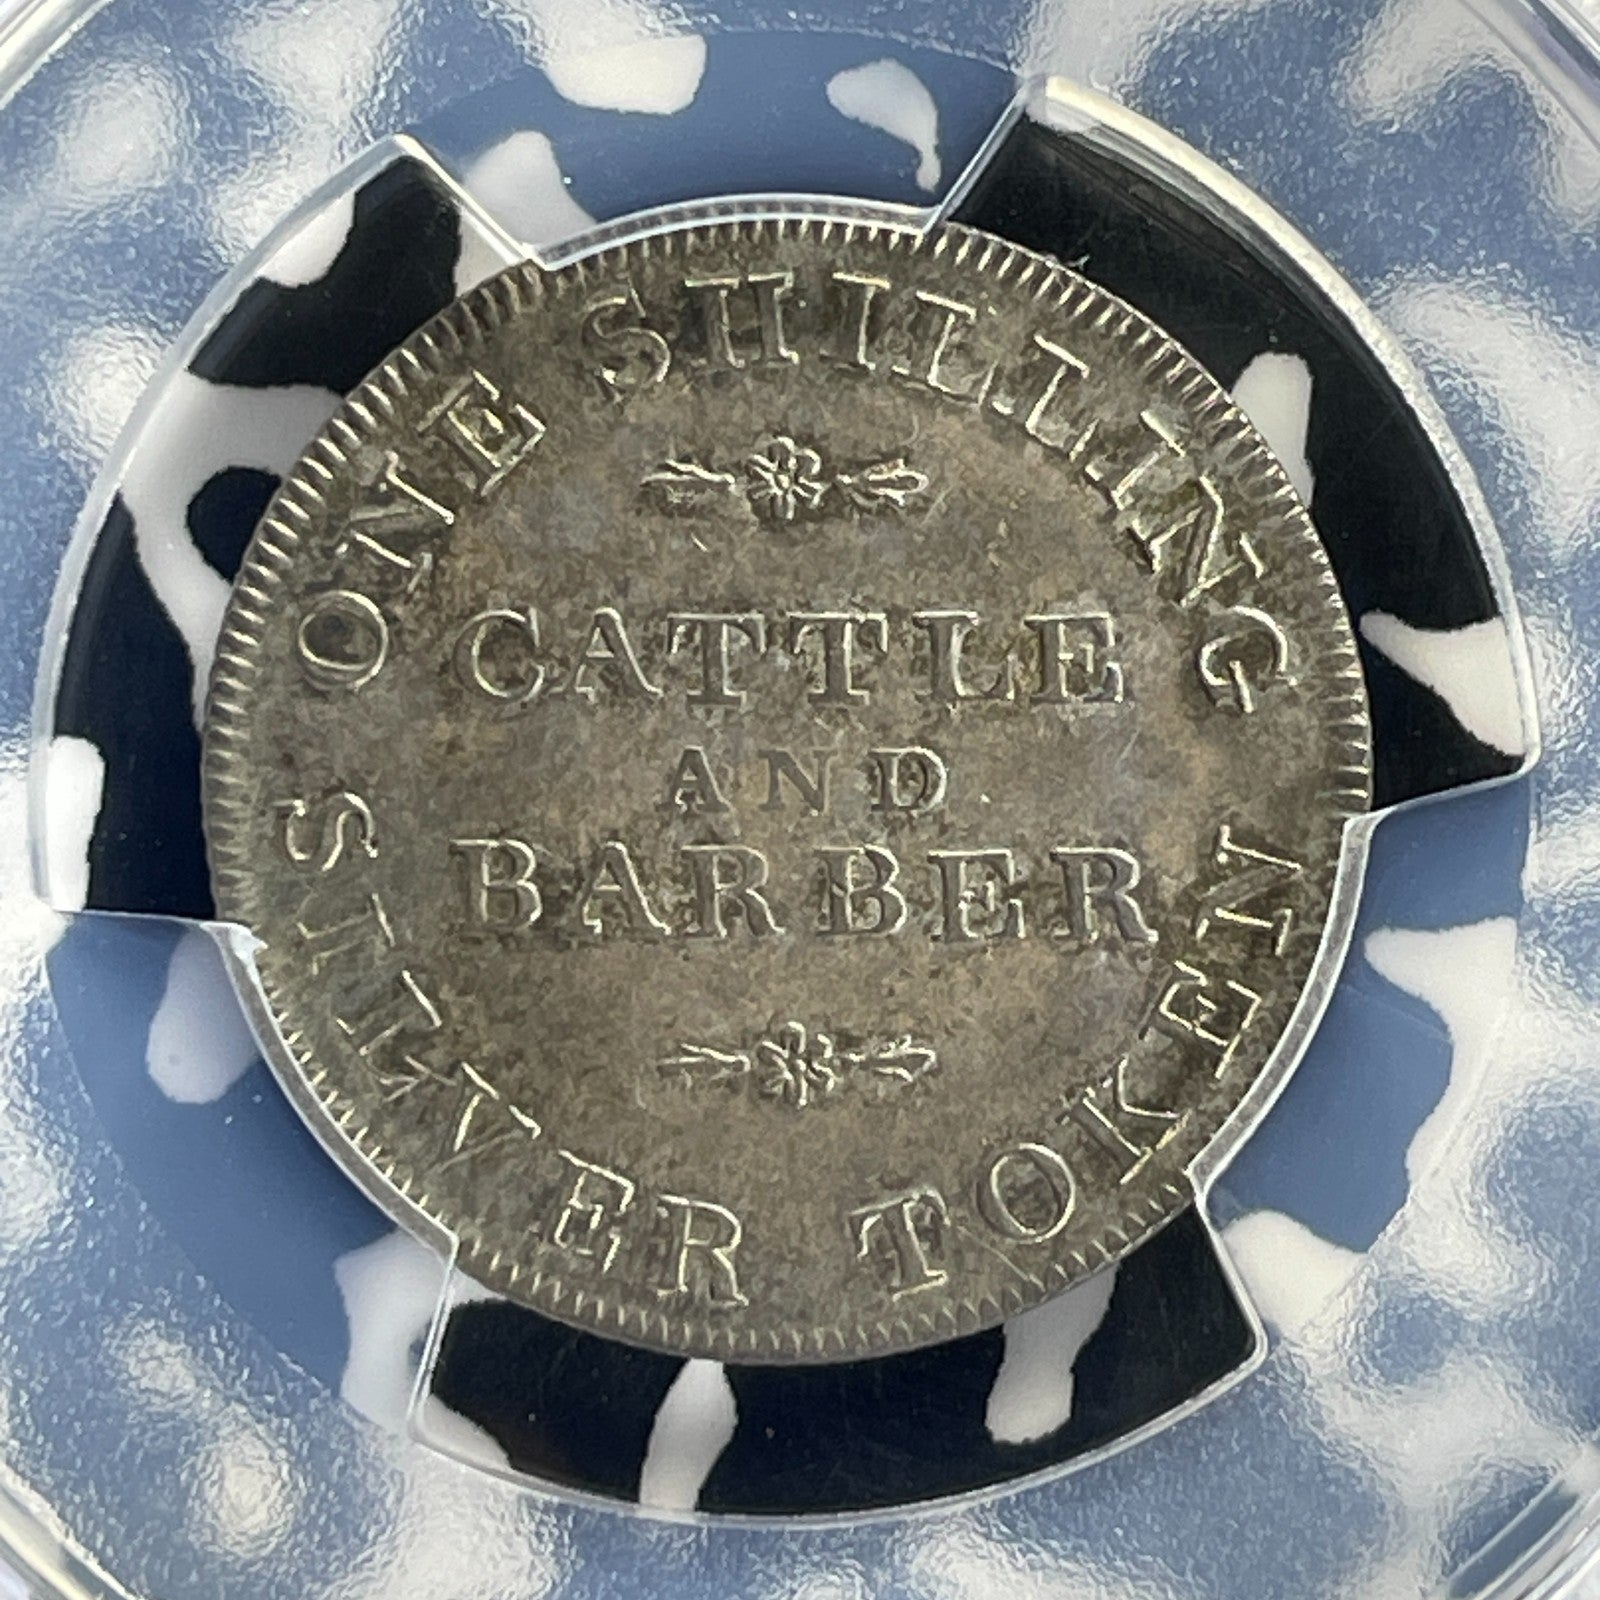 ONE SHILLING
CATTLE
AND
BARBER
SILVER TOKEN